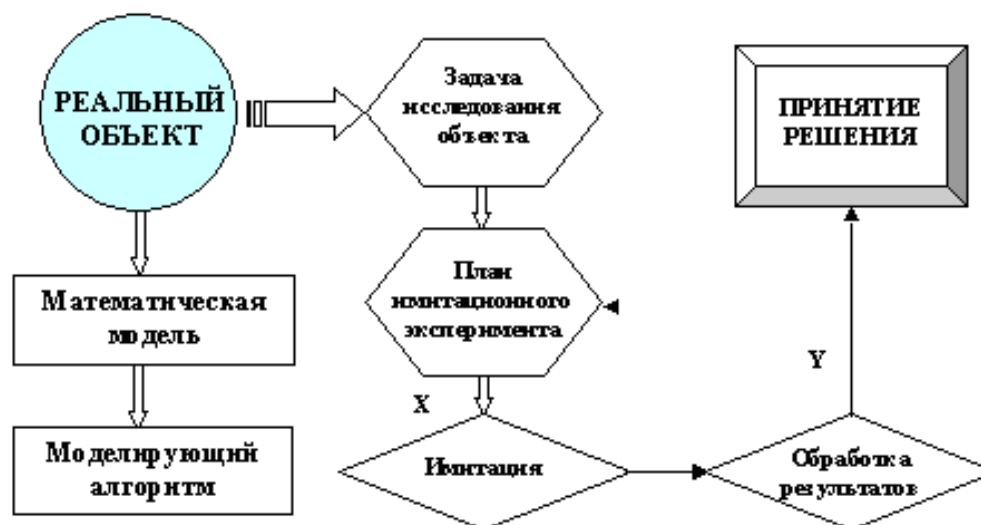 РЕАЛЬНЫЙ
ОБЪЕКТ
Задача
исследования
объекта
ПРИНЯТИЕ
РЕШЕНИЯ
План
имитационного
эксперимента
Математическая
модель
X
Y
Моделирующий
алгоритм
Имитация
Обработка
результатов